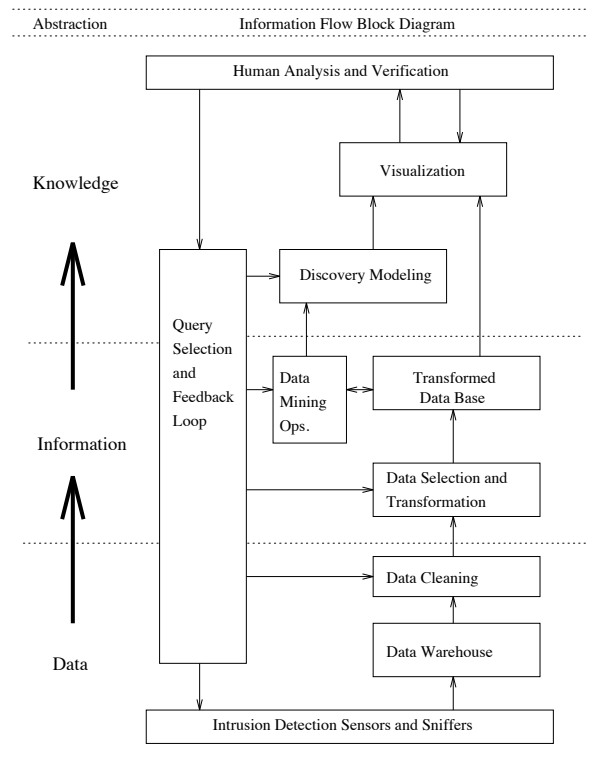 Abstraction
Information Flow Block Diagram
Human Analysis and Verification
Visualization
Knowledge
Discovery Modeling
Query
Selection
and
Feedback
Loop
Data
Mining
Ops.
Transformed
Data Base
Information
Data Selection and
Transformation
Data Cleaning
Data Warehouse
Data
Intrusion Detection Sensors and Sniffers